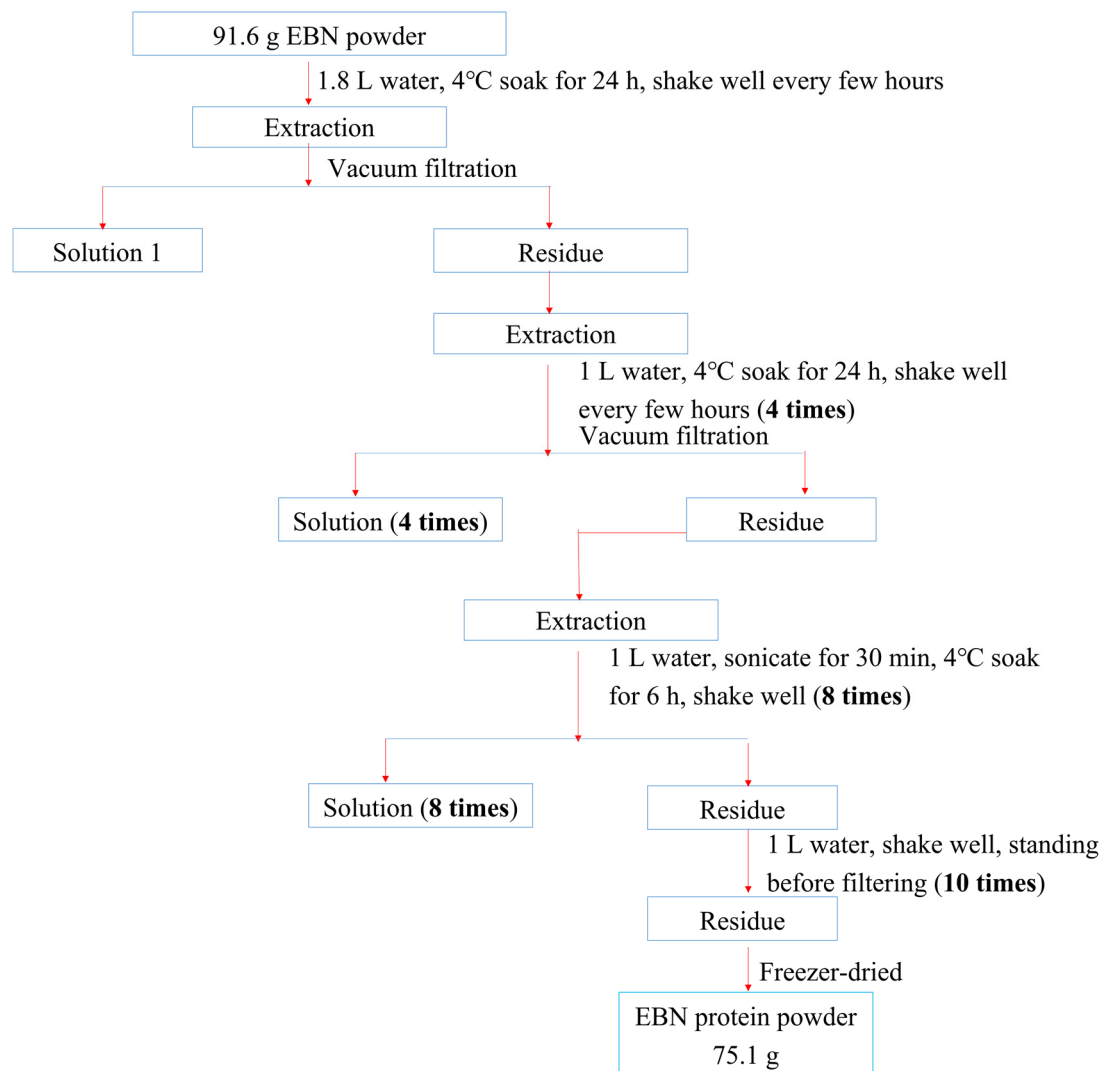 91.6 g EBN powder
1.8 L water, 4℃ soak for 24 h, shake well every few hours
Extraction
Vacuum filtration
Solution 1
Residue
Extraction
1 L water, 4℃ soak for 24 h, shake well
every few hours (4 times)
Vacuum filtration
Solution (4 times)
Residue
Extraction
1 L water, sonicate for 30 min, 4℃ soak
for 6 h, shake well (8 times)
Solution (8 times)
Residue
1 L water, shake well, standing
before filtering (10 times)
Residue
Freezer-dried
EBN protein powder
75.1 g